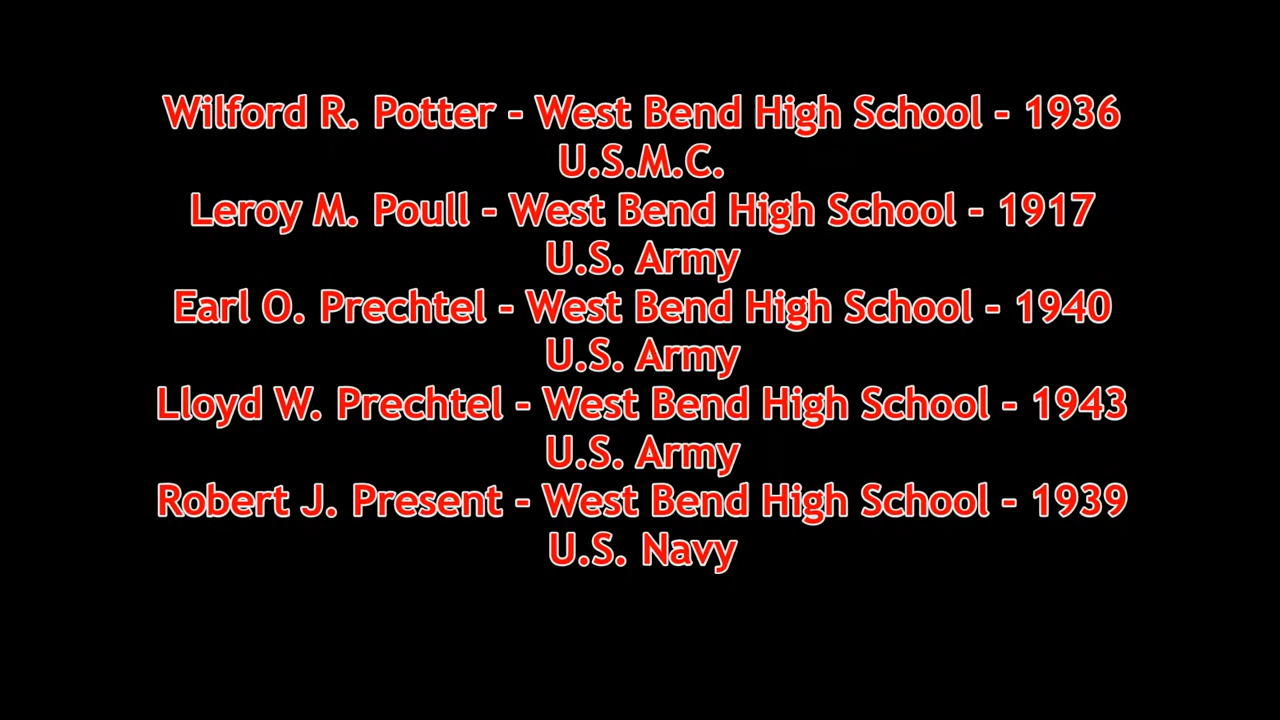 Wilford R. Potter - West Bend High School - 1936
U.S.M.C.
Leroy M. Poull - West Bend High School - 1917
U.S. Army
Earl O. Prechtel - West Bend High School - 1940
U.S. Army
Lloyd W. Prechtel - West Bend High School - 1943
U.S. Army
Robert J. Present - West Bend High School - 1939
U.S. Navy